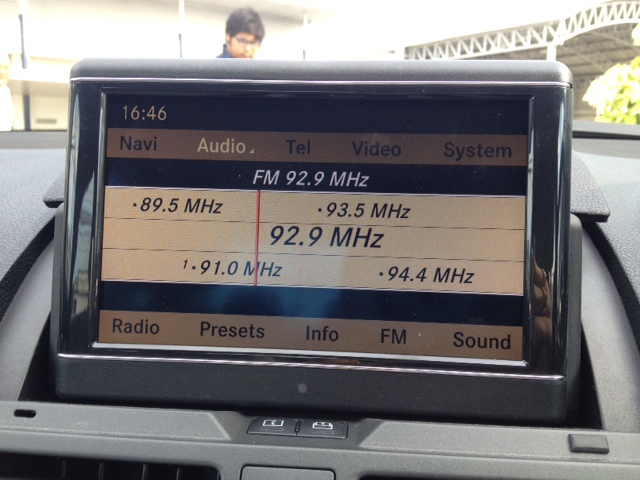 16:46
Navi Audio Tel Video System
FM 92.9 MHz
·89.5 MHz ·93.5 MHz
92.9 MHz
1·91.0 MHz ·94.4 MHz
Radio Presets Info FM Sound